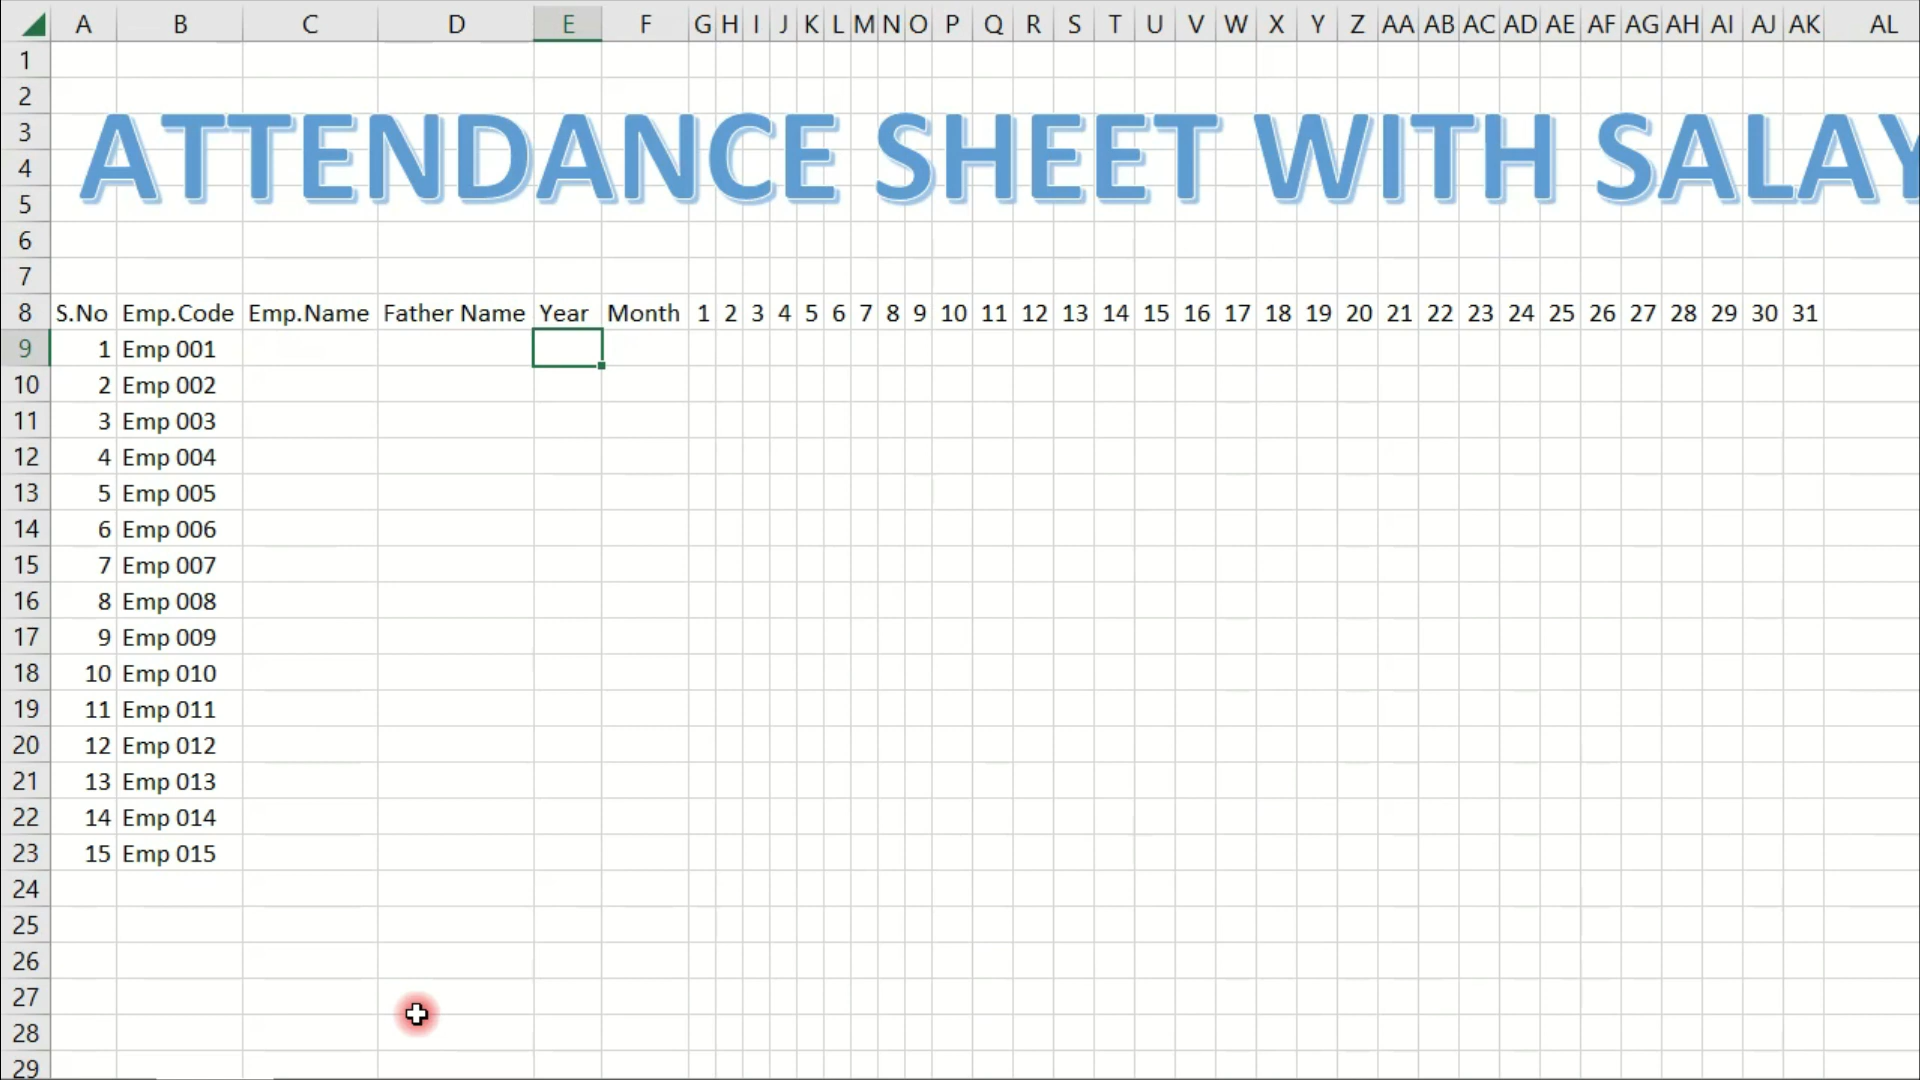 A B C D E F G H I J K L M N O P Q R S T U V W X Y Z AA AB AC AD AE AF AG AH AI AJ AK AL
1
2
3
4
5
ATTENDANCE SHEET WITH SALAY
6
7
8 S.No Emp.Code Emp.Name Father Name Year Month 1 2 3 4 5 6 7 8 9 10 11 12 13 14 15 16 17 18 19 20 21 22 23 24 25 26 27 28 29 30 31
9 1 Emp 001
10 2 Emp 002
11 3 Emp 003
12 4 Emp 004
13 5 Emp 005
14 6 Emp 006
15 7 Emp 007
16 8 Emp 008
17 9 Emp 009
18 10 Emp 010
19 11 Emp 011
20 12 Emp 012
21 13 Emp 013
22 14 Emp 014
23 15 Emp 015
24
25
26
27
28
29